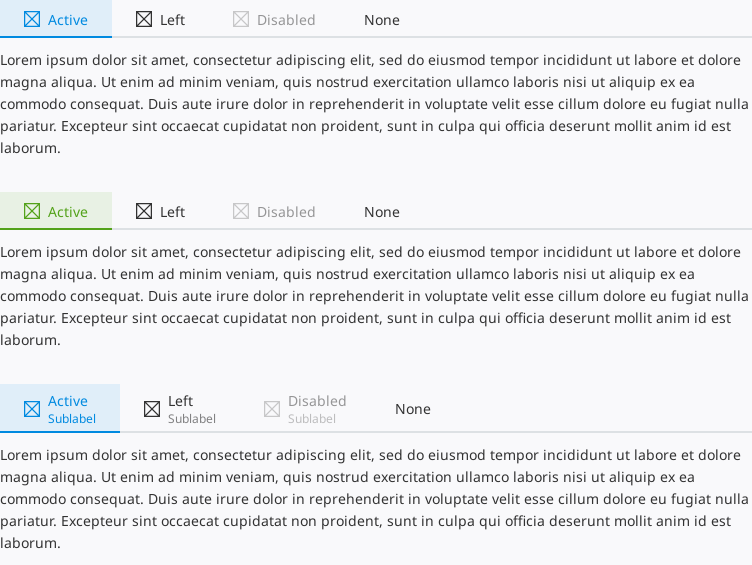 Active Left Disabled None
Lorem ipsum dolor sit amet, consectetur adipiscing elit, sed do eiusmod tempor incididunt ut labore et dolore
magna aliqua. Ut enim ad minim veniam, quis nostrud exercitation ullamco laboris nisi ut aliquip ex ea
commodo consequat. Duis aute irure dolor in reprehenderit in voluptate velit esse cillum dolore eu fugiat nulla
pariatur. Excepteur sint occaecat cupidatat non proident, sunt in culpa qui officia deserunt mollit anim id est
laborum.
Active Left Disabled None
Lorem ipsum dolor sit amet, consectetur adipiscing elit, sed do eiusmod tempor incididunt ut labore et dolore
magna aliqua. Ut enim ad minim veniam, quis nostrud exercitation ullamco laboris nisi ut aliquip ex ea
commodo consequat. Duis aute irure dolor in reprehenderit in voluptate velit esse cillum dolore eu fugiat nulla
pariatur. Excepteur sint occaecat cupidatat non proident, sunt in culpa qui officia deserunt mollit anim id est
laborum.
Active Left Disabled None
Sublabel Sublabel Sublabel
Lorem ipsum dolor sit amet, consectetur adipiscing elit, sed do eiusmod tempor incididunt ut labore et dolore
magna aliqua. Ut enim ad minim veniam, quis nostrud exercitation ullamco laboris nisi ut aliquip ex ea
commodo consequat. Duis aute irure dolor in reprehenderit in voluptate velit esse cillum dolore eu fugiat nulla
pariatur. Excepteur sint occaecat cupidatat non proident, sunt in culpa qui officia deserunt mollit anim id est
laborum.